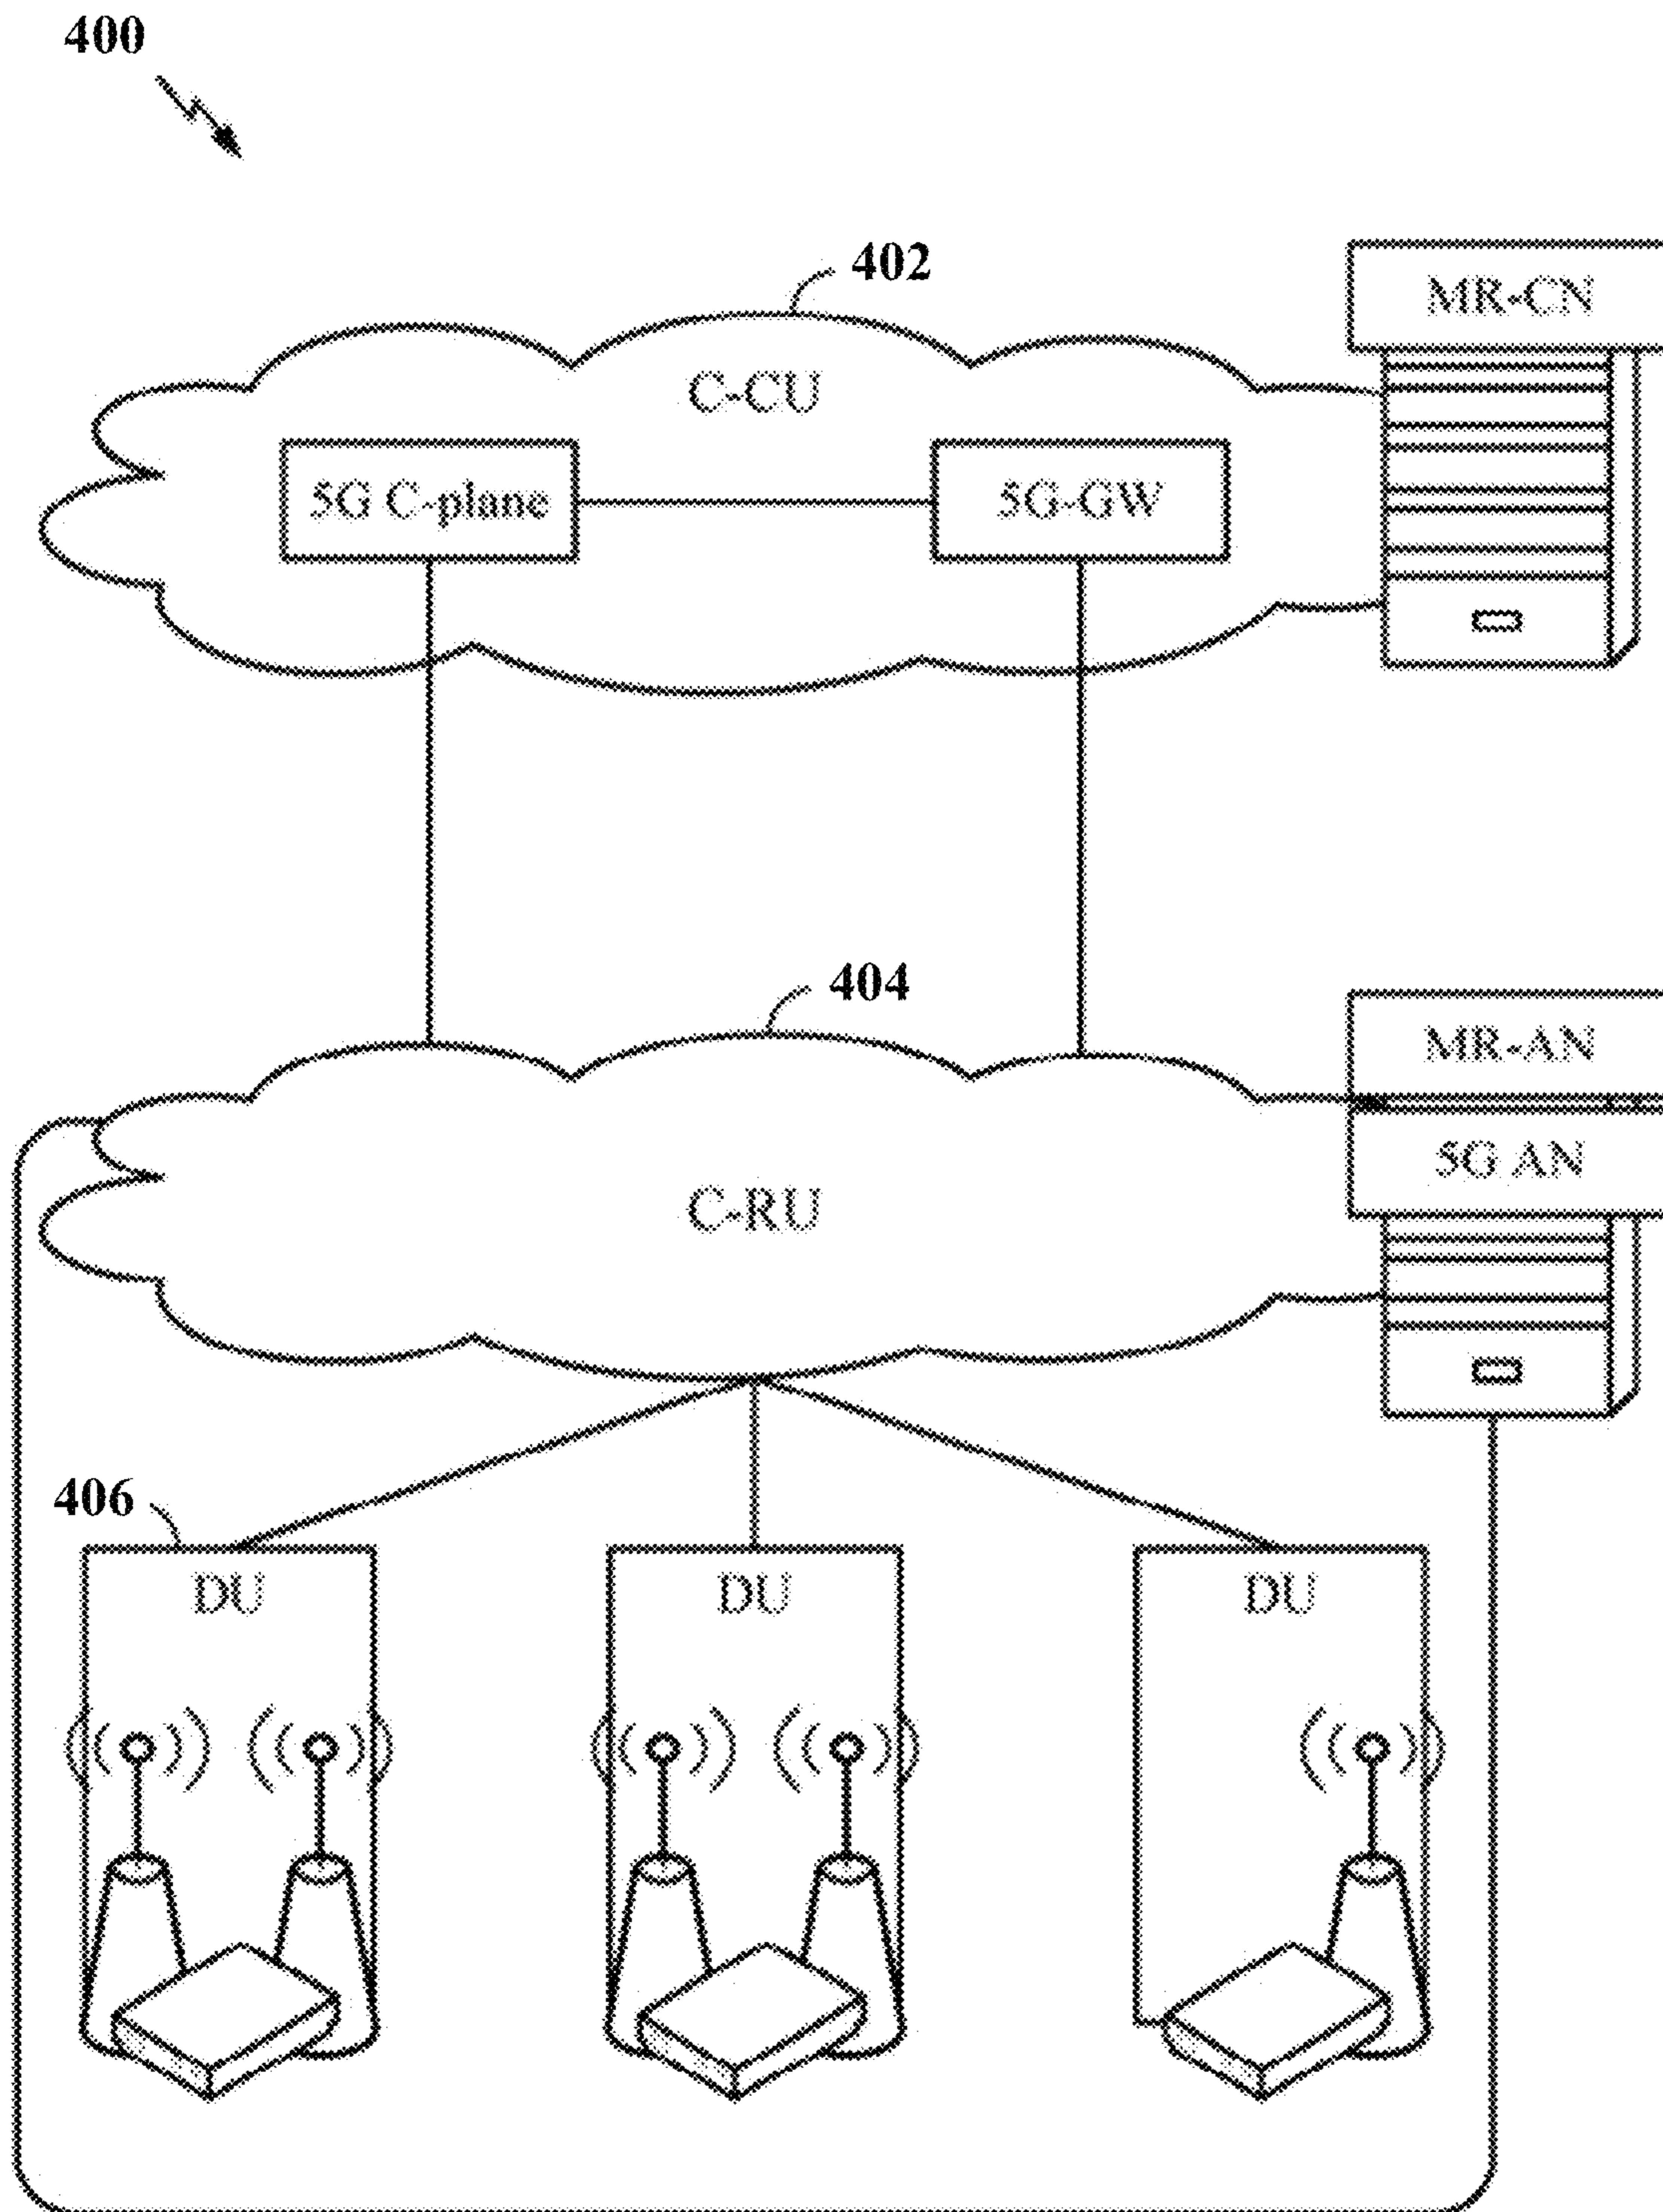 400
402
MR-CN
C-CU
5G C-plane
5G-GW
404
MR-AN
5G AN
C-RU
406
DU
DU
DU